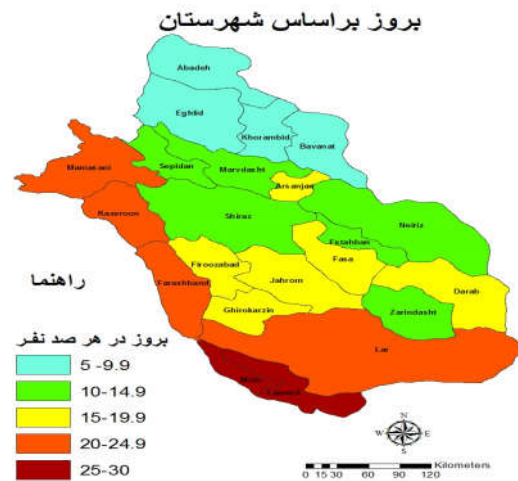 بروز براساس شهرستان
Abadeh
Eghlid
Khorambid
Bavanat
Mamasani
Sepidan
Marvdasht
Arsanjan
Kazeroon
Shiraz
Neiriz
Estahban
Fasa
Firoozabad
Farashband
Jahrom
Darab
Ghirokarzin
Zarindasht
Lar
Lamerd
راهنما
بروز در هر صد نفر
5 -9.9
10-14.9
15-19.9
20-24.9
25-30
N
W
E
S
Kilometers
0 15 30 60 90 120